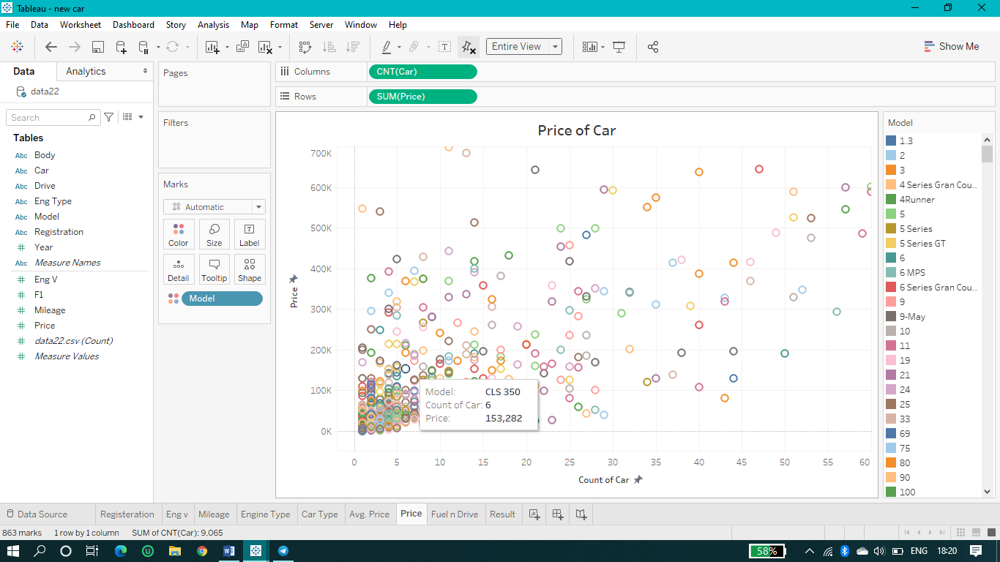 Tableau - new car
File Data Worksheet Dashboard Story Analysis Map Format Server Window Help
Entire View
Show Me
Data Analytics
data22
Search
Tables
Abc Body
Abc Car
Abc Drive
Abc Eng Type
Abc Model
Abc Registration
# Year
Abc Measure Names
# Eng V
# F1
# Mileage
# Price
# data22.csv (Count)
# Measure Values
Pages
Filters
Marks
Automatic
Color Size Label
Detail Tooltip Shape
Model
Columns CNT(Car)
Rows SUM(Price)
Price of Car
700K
600K
500K
400K
300K
200K
100K
0K
Price
0 5 10 15 20 25 30 35 40 45 50 55 60
Count of Car
Model: CLS 350
Count of Car: 6
Price: 153,282
Model
1.3
2
3
4 Series Gran Cou..
4Runner
5
5 Series
5 Series GT
6
6 MPS
6 Series Gran Cou..
9
9-May
10
11
19
21
24
25
33
69
75
80
90
100
Data Source Registeration Eng v Mileage Engine Type Car Type Avg. Price Price Fuel n Drive Result
863 marks 1 row by 1 column SUM of CNT(Car): 9,065
58% ENG 18:20